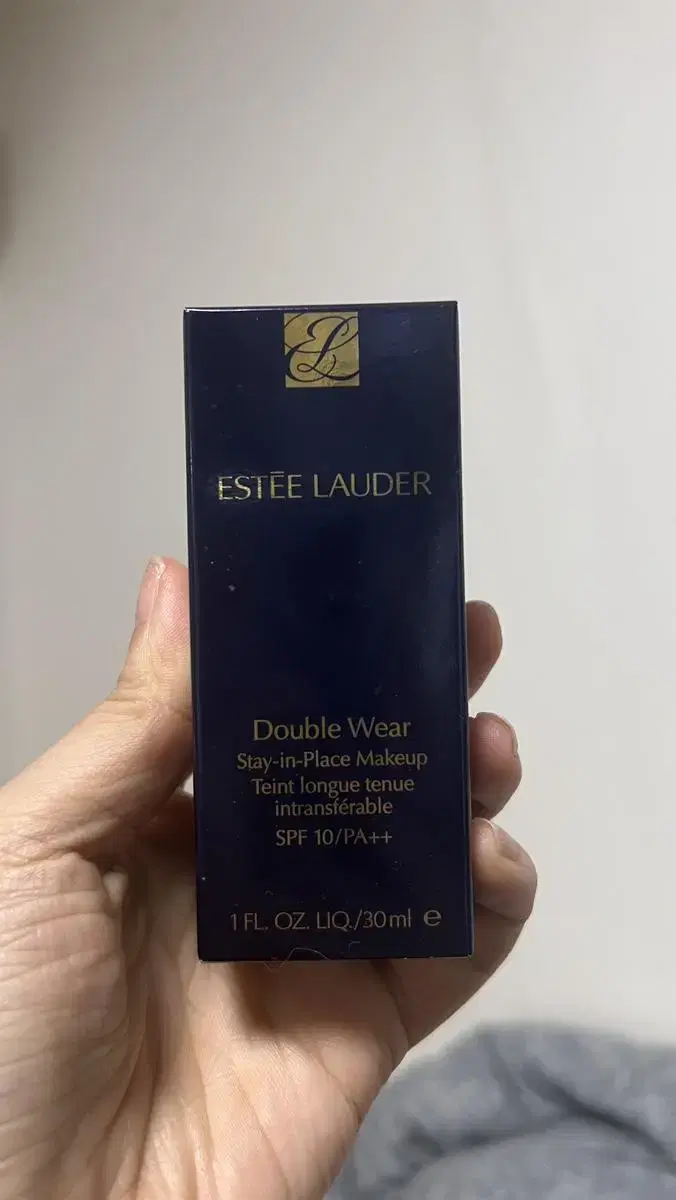 EL
ESTĒE LAUDER
Double Wear
Stay-in-Place Makeup
Teint longue tenue
intransférable
SPF 10/PA++
1 FL. OZ. LIQ./30ml e